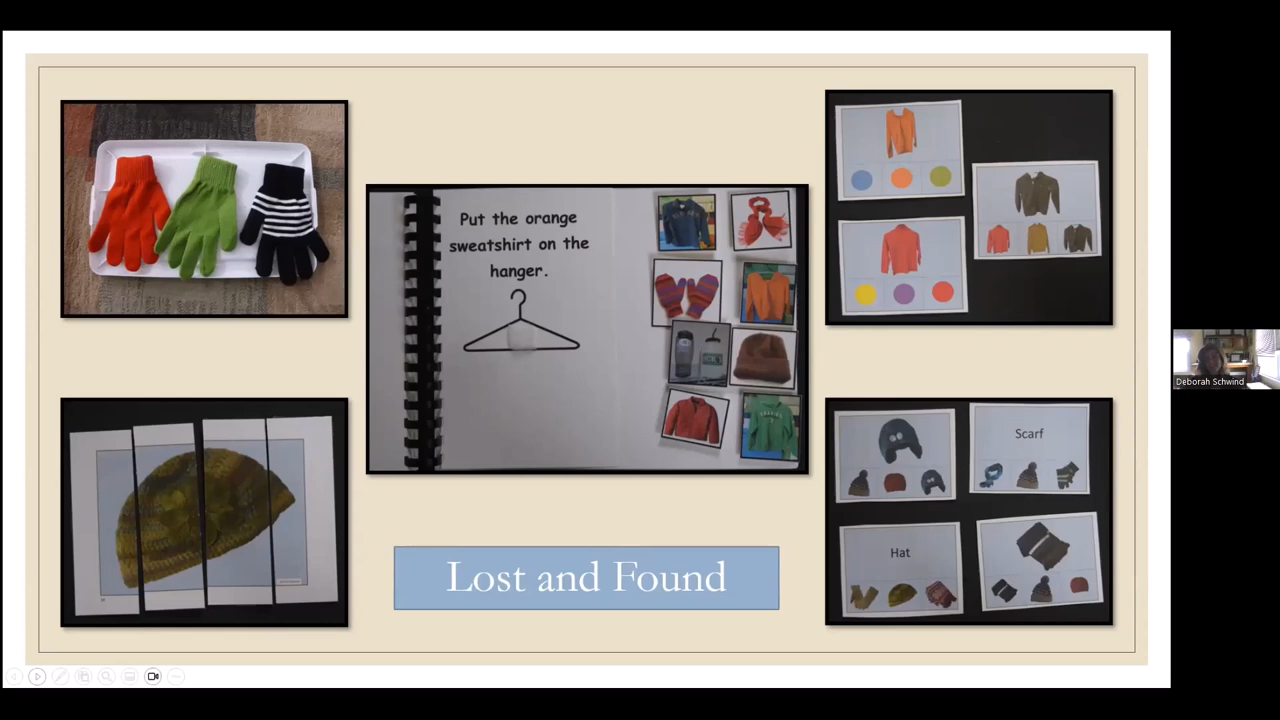 Put the orange
sweatshirt on the
hanger.
Scarf
Hat
Lost and Found
Deborah Schwind